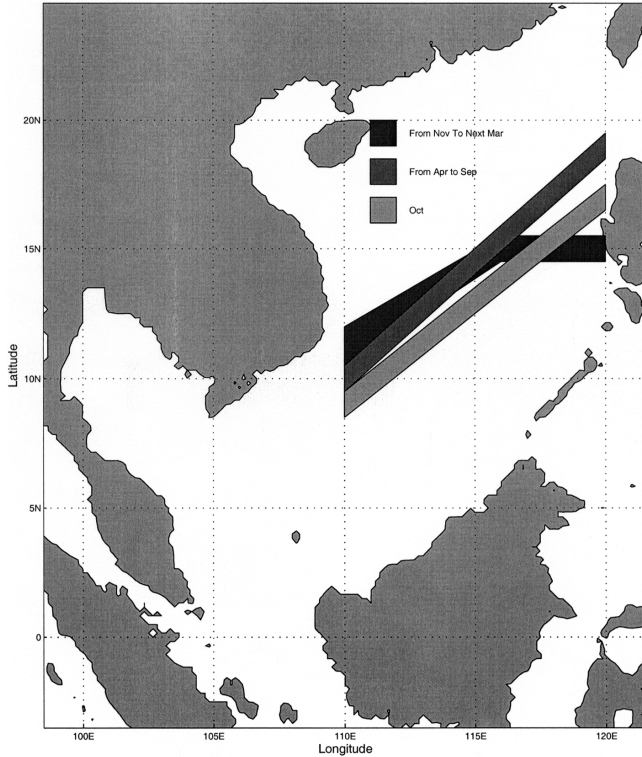 20N
From Nov To Next Mar
From Apr to Sep
Oct
15N
10N
5N
0
Latitude
100E
105E
110E
115E
120E
Longitude